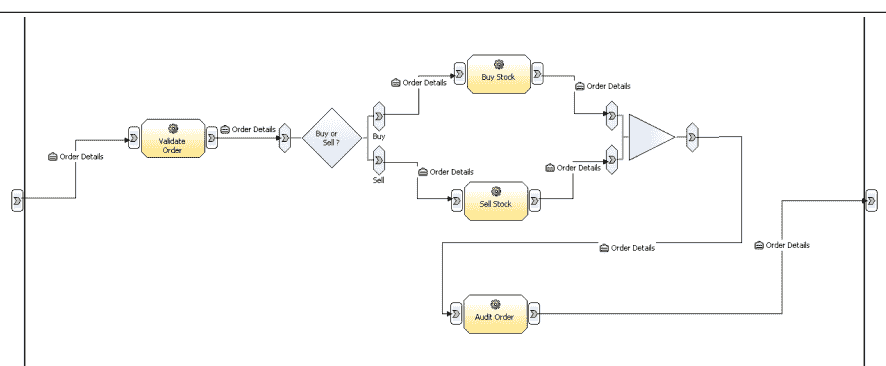 Order Details
Validate
Order
Order Details
Buy or
Sell ?
Buy
Sell
Order Details
Buy Stock
Order Details
Order Details
Sell Stock
Order Details
Order Details
Audit Order
Order Details